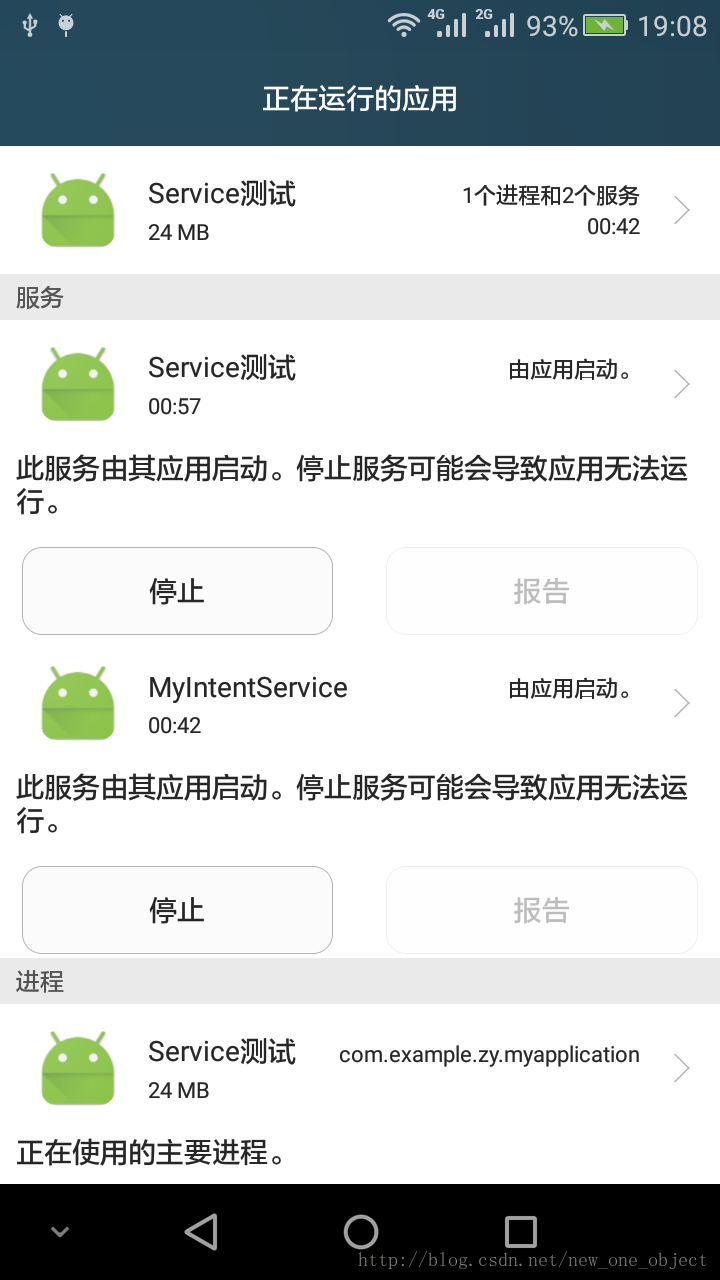 4G 2G 93% 19:08
正在运行的应用
Service测试 1个进程和2个服务
24 MB 00:42
服务
Service测试 由应用启动。
00:57
此服务由其应用启动。停止服务可能会导致应用无法运
行。
停止 报告
MyIntentService 由应用启动。
00:42
此服务由其应用启动。停止服务可能会导致应用无法运
行。
停止 报告
进程
Service测试 com.example.zy.myapplication
24 MB
正在使用的主要进程。
http://blog.csdn.net/new_one_object